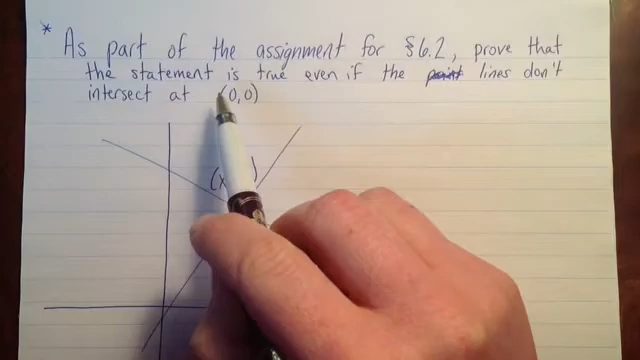 * As part of the assignment for §6.2, prove that
the statement is true even if the lines don't
intersect at (0,0)
(x )